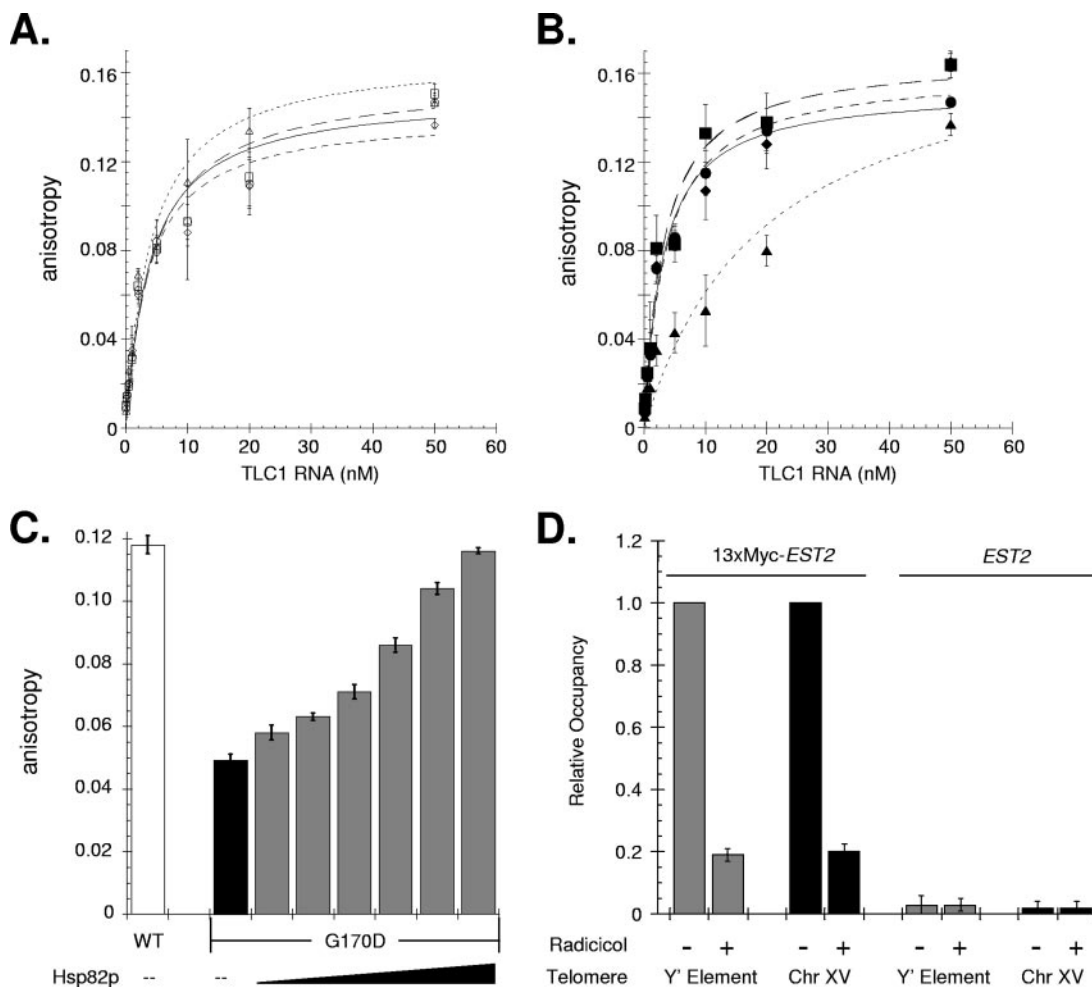 A.
0.16
0.12
0.08
0.04
0
anisotropy
0 10 20 30 40 50 60
TLC1 RNA (nM)
B.
0.16
0.12
0.08
0.04
0
anisotropy
0 10 20 30 40 50 60
TLC1 RNA (nM)
C.
0.12
0.10
0.08
0.06
0.04
0.02
0
anisotropy
WT
G170D
Hsp82p -- --
D.
1.2
1.0
0.8
0.6
0.4
0.2
0
Relative Occupancy
13xMyc-EST2 EST2
Radicicol - + - + - + - +
Telomere Y' Element Chr XV Y' Element Chr XV